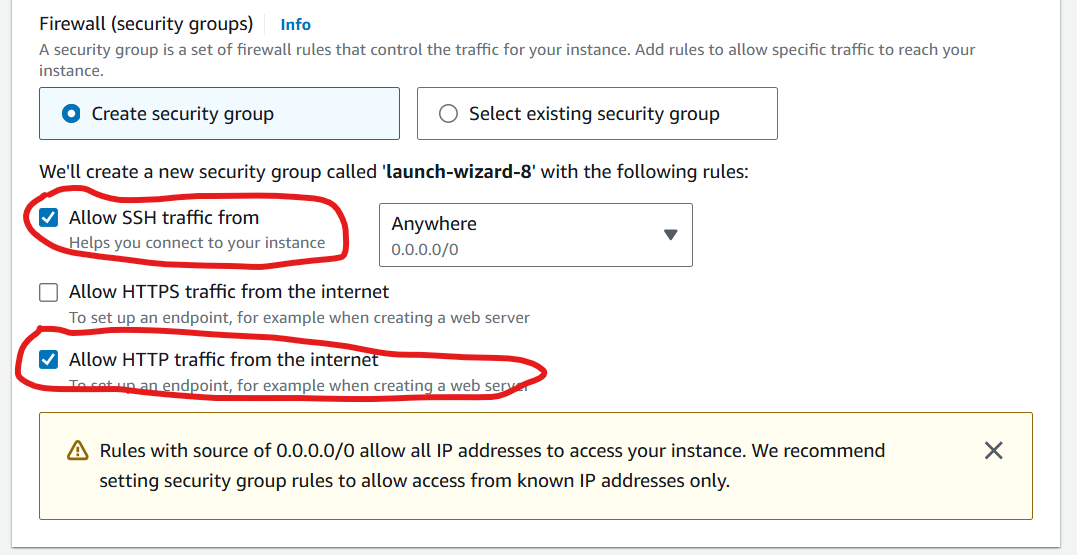 Firewall (security groups) Info
A security group is a set of firewall rules that control the traffic for your instance. Add rules to allow specific traffic to reach your
instance.
Create security group
Select existing security group
We'll create a new security group called 'launch-wizard-8' with the following rules:
Allow SSH traffic from
Helps you connect to your instance
Anywhere
0.0.0.0/0
Allow HTTPS traffic from the internet
To set up an endpoint, for example when creating a web server
Allow HTTP traffic from the internet
To set up an endpoint, for example when creating a web server
Rules with source of 0.0.0.0/0 allow all IP addresses to access your instance. We recommend
setting security group rules to allow access from known IP addresses only.